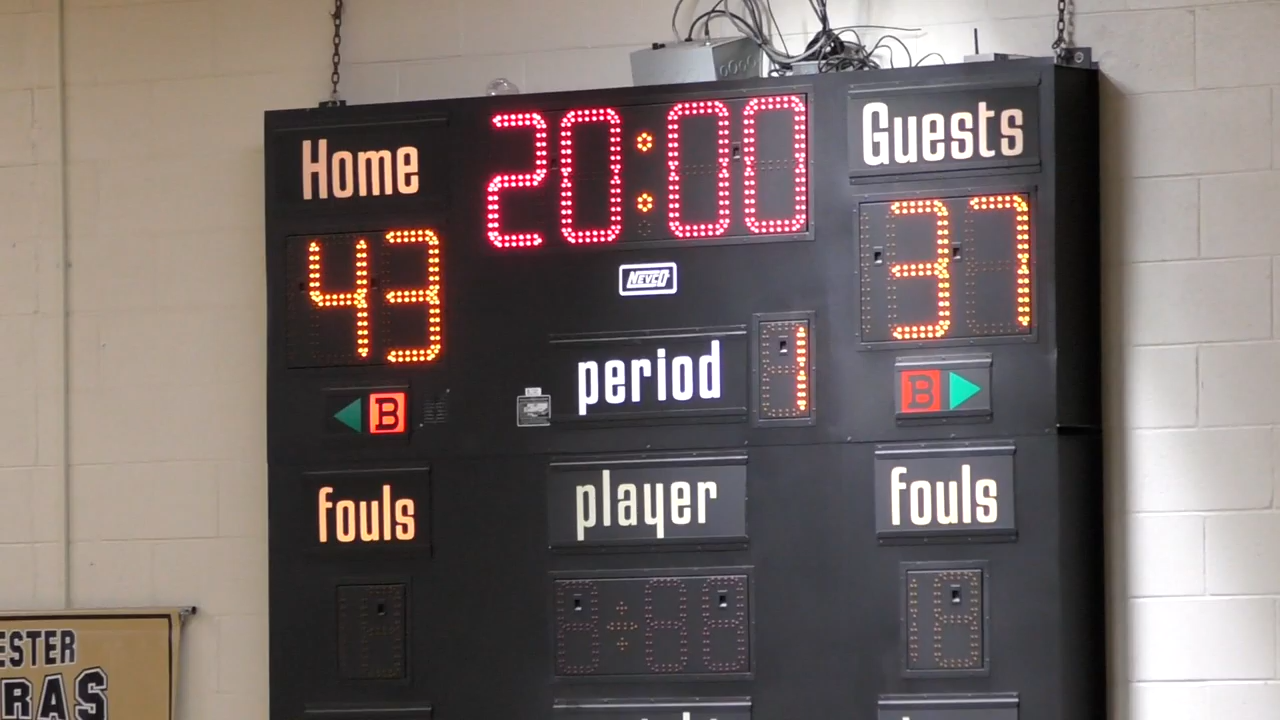 Home
20:00
Guests
43
37
NEVCO
period
1
B
B
fouls
player
fouls
ESTER
RAS